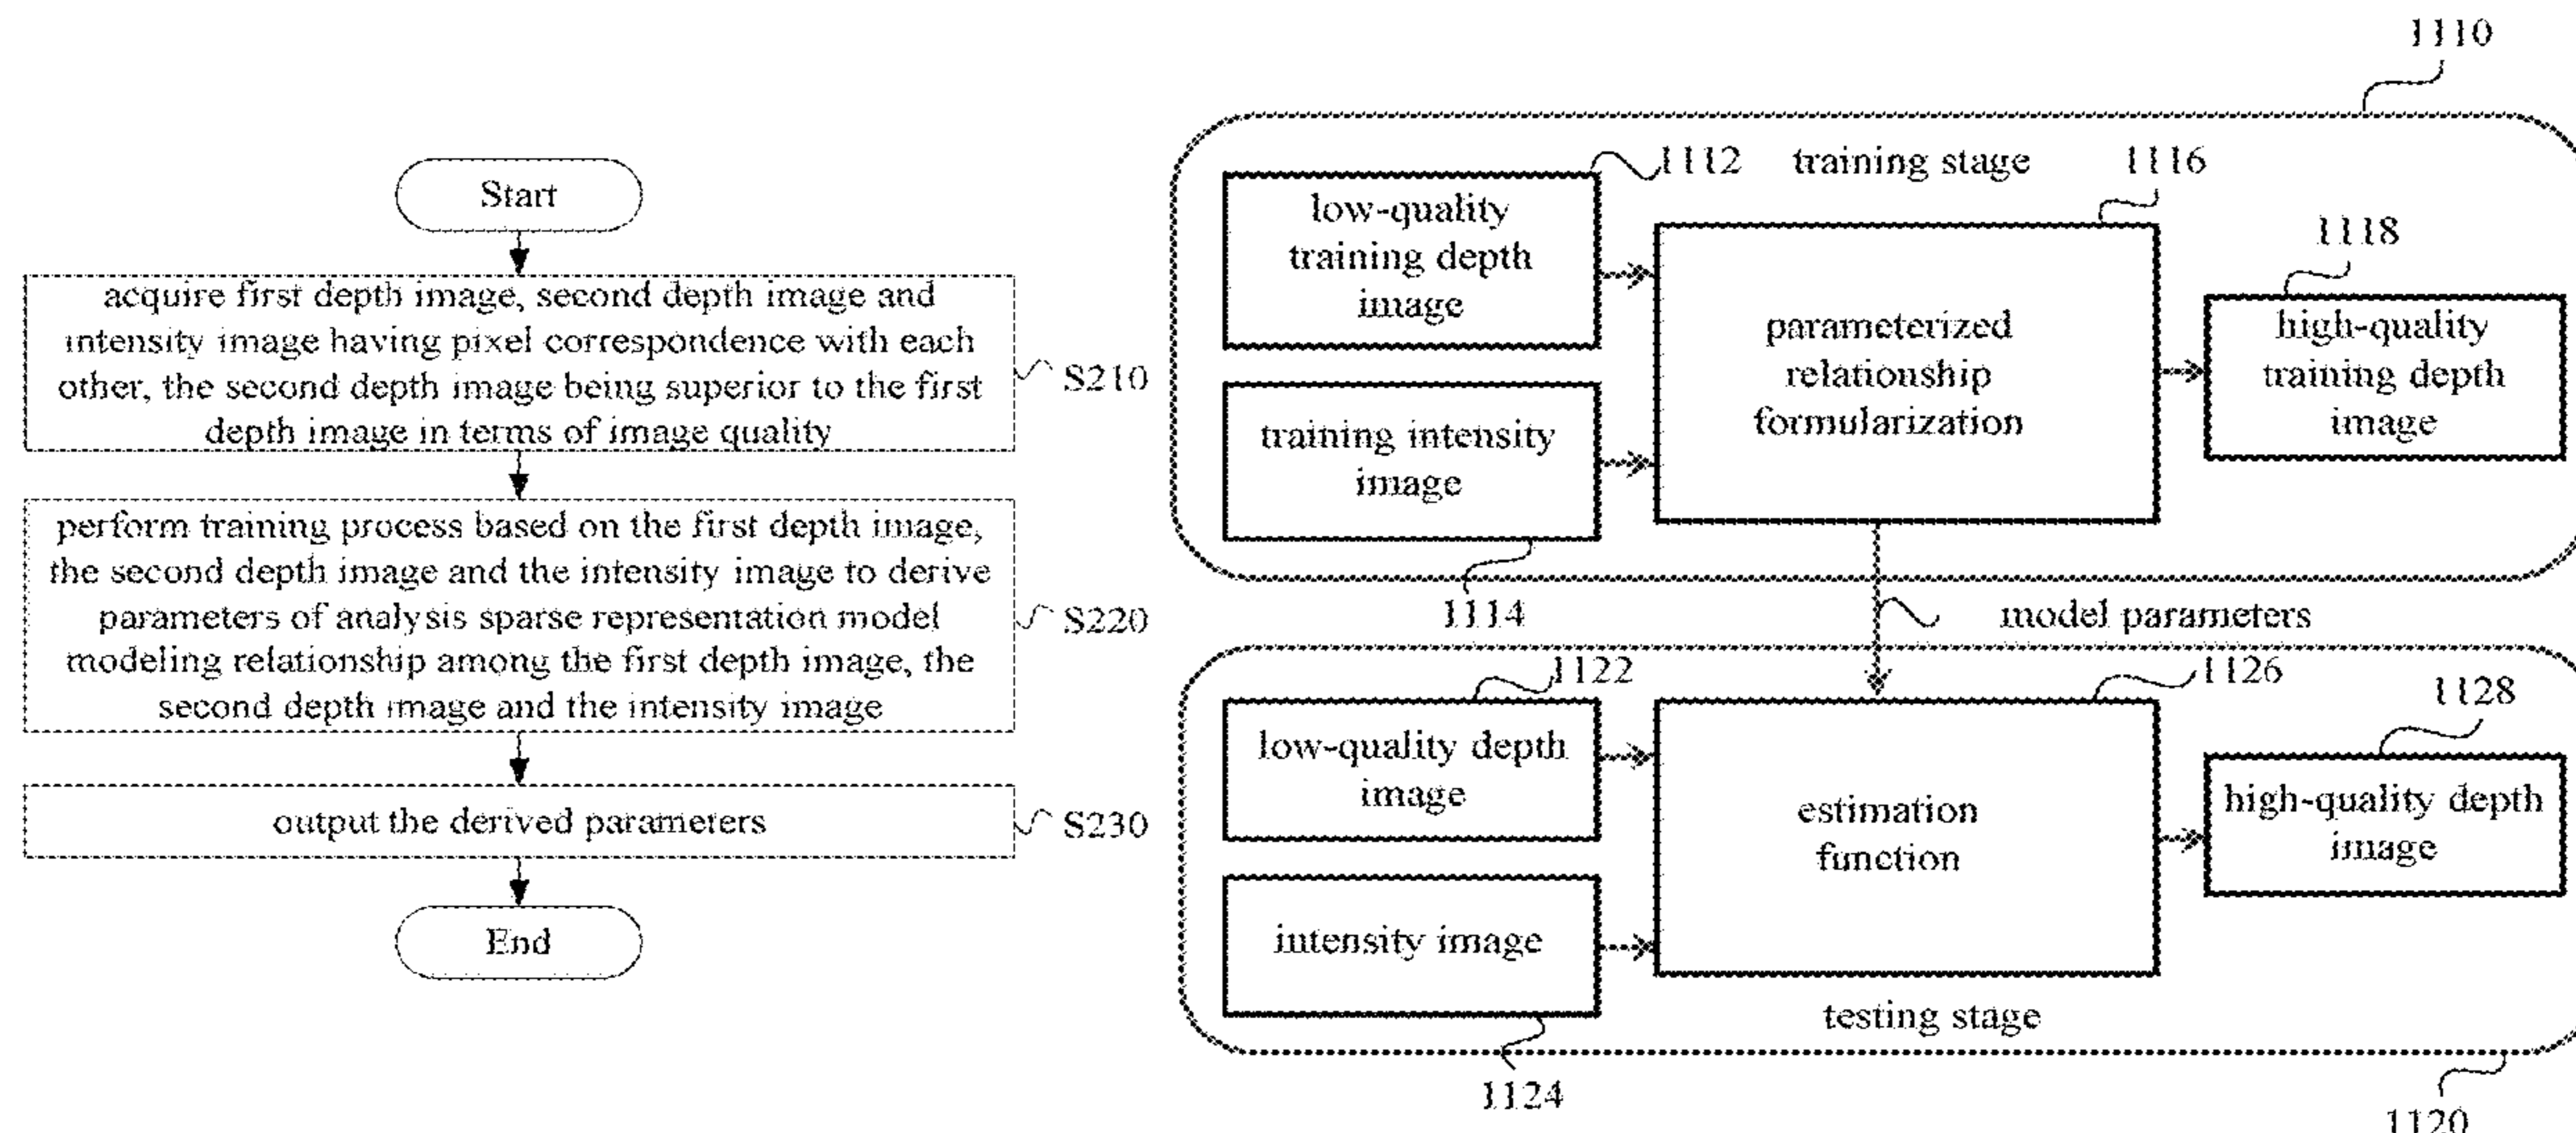 Start
acquire first depth image, second depth image and
intensity image having pixel correspondence with each
other, the second depth image being superior to the first
depth image in terms of image quality
S210
perform training process based on the first depth image,
the second depth image and the intensity image to derive
parameters of analysis sparse representation model
modeling relationship among the first depth image, the
second depth image and the intensity image
S220
output the derived parameters
S230
End
1110
training stage
1112
low-quality
training depth
image
1116
parameterized
relationship
formularization
1118
high-quality
training depth
image
training intensity
image
1114
model parameters
1122
low-quality depth
image
1126
estimation
function
1128
high-quality depth
image
intensity image
1124
testing stage
1120